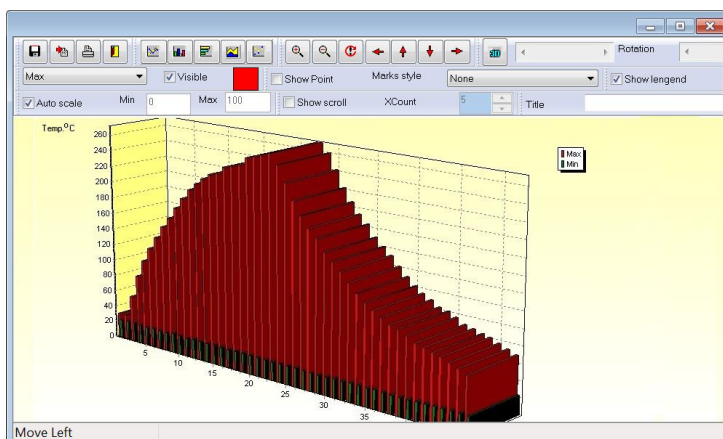 Rotation
Max
Visible
Show Point
Marks style
None
Show lengend
Auto scale
Min
0
Max
100
Show scroll
XCount
5
Title
Temp.ºC
260
240
220
200
180
160
140
120
100
80
60
40
20
0
5
10
15
20
25
30
35
Max
Min
Move Left